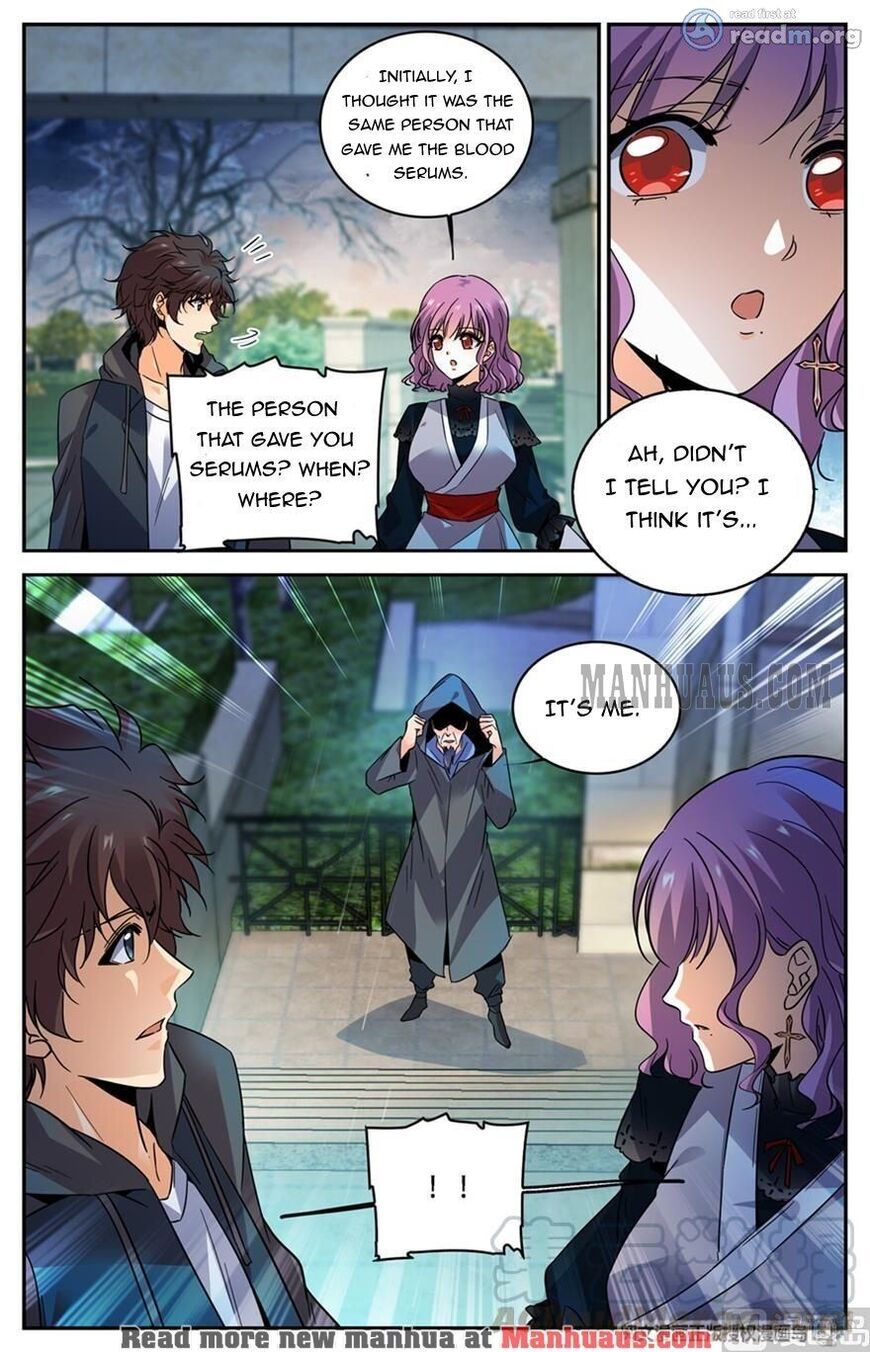 read first at
readm.org
INITIALLY, I
THOUGHT IT WAS THE
SAME PERSON THAT
GAVE ME THE BLOOD
SERUMS.
THE PERSON
THAT GAVE YOU
SERUMS? WHEN?
WHERE?
AH, DIDN'T
I TELL YOU? I
THINK IT'S...
MANHUAUS.COM
IT'S ME.
! !
Read more new manhua at Manhuaus.com